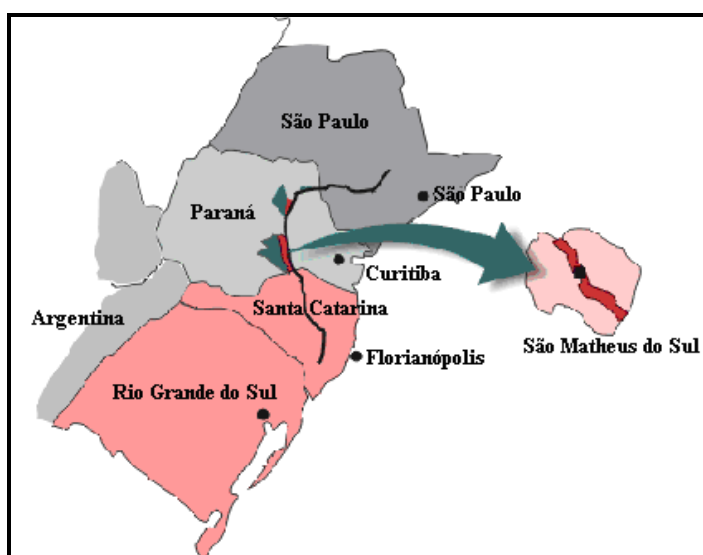 São Paulo
São Paulo
Paraná
Curitiba
Santa Catarina
Argentina
São Matheus do Sul
Florianópolis
Rio Grande do Sul